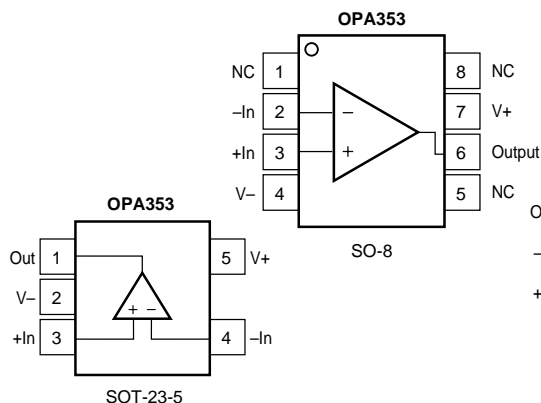 OPA353
NC 1 8 NC
–In 2 – 7 V+
+In 3 + 6 Output
V– 4 5 NC
SO-8
OPA353
Out 1 5 V+
V– 2
+In 3 + – 4 –In
SOT-23-5
O
–
+